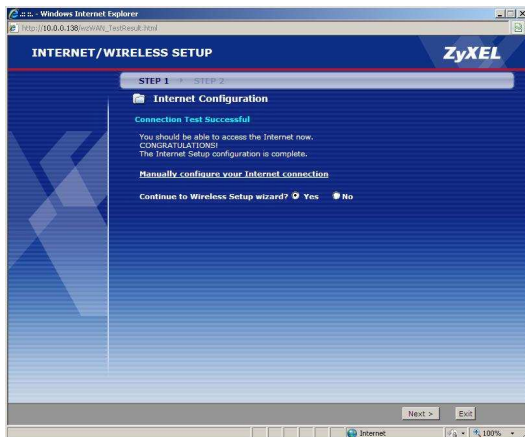 .:: ::. - Windows Internet Explorer
http://10.0.0.138/wzWAN_TestResult.html
INTERNET/WIRELESS SETUP
ZyXEL
STEP 1 STEP 2
Internet Configuration
Connection Test Successful
You should be able to access the Internet now.
CONGRATULATIONS!
The Internet Setup configuration is complete.
Manually configure your Internet connection
Continue to Wireless Setup wizard? Yes No
Next > Exit
Internet 100%